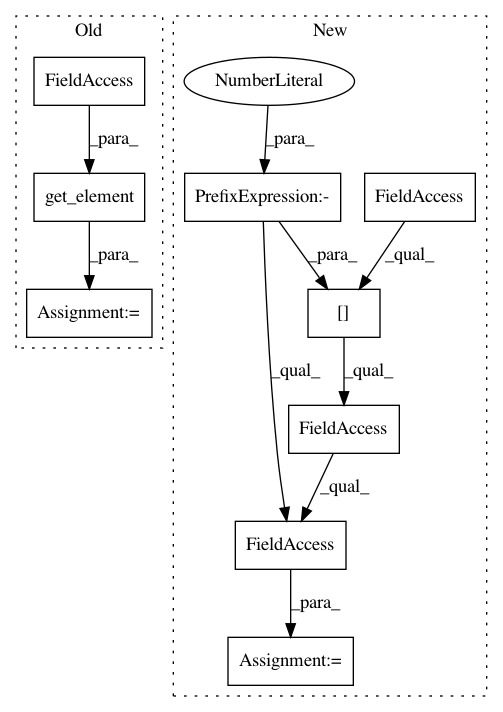 Old
New
FieldAccess
NumberLiteral
_para_
_para_
get_element
PrefixExpression:-
FieldAccess
_para_
_para_
_qual_
Assignment:=
[]
_qual_
_qual_
FieldAccess
_qual_
FieldAccess
_para_
Assignment:=